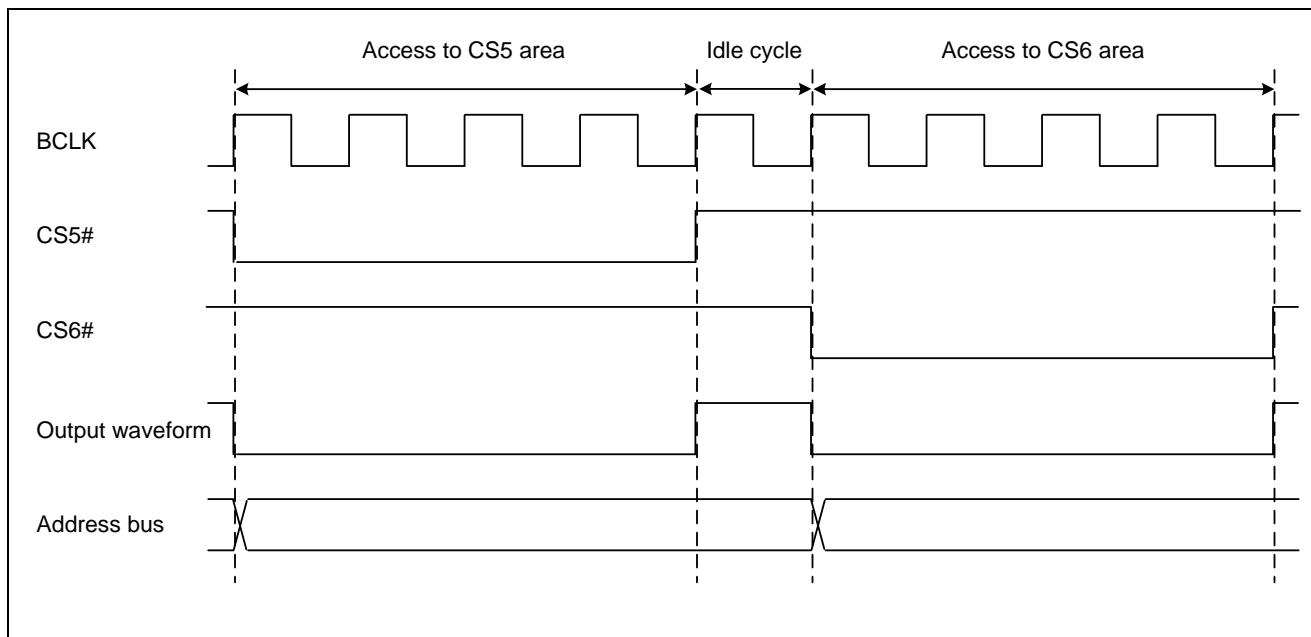 Access to CS5 area
Idle cycle
Access to CS6 area
BCLK
CS5#
CS6#
Output waveform
Address bus